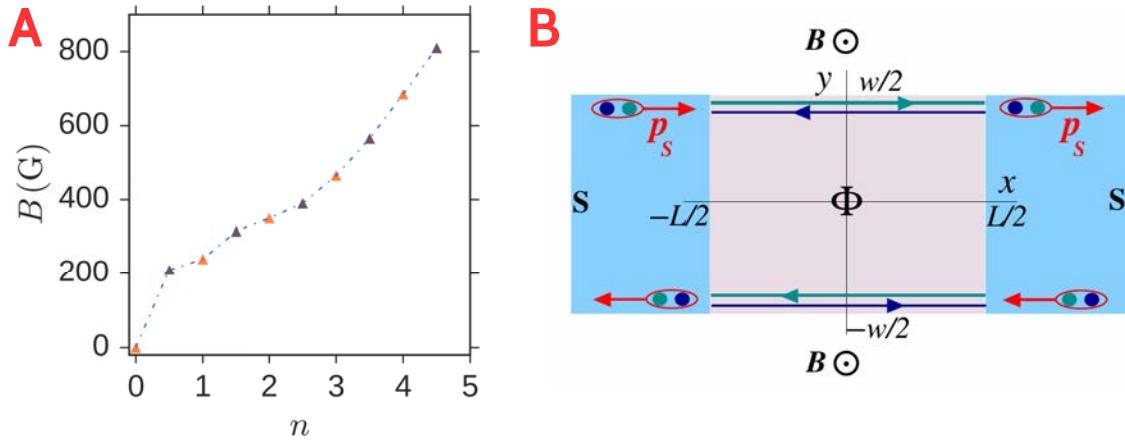 A
B (G)
800
600
400
200
0
0 1 2 3 4 5
n
B
B ⊙
y w/2
p_s p_s
S Φ x S
−L/2 L/2
−w/2
B ⊙